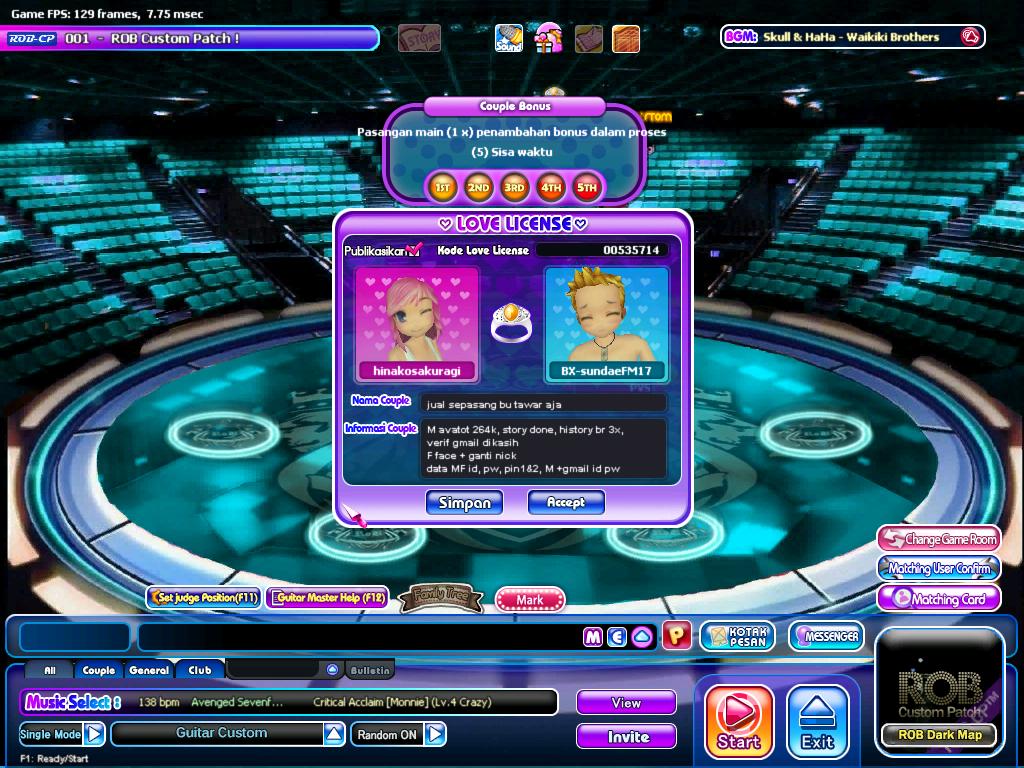 Game FPS: 129 frames, 7.75 msec
ROB-CP 001 - ROB Custom Patch !
STORY
Sound
BGM: Skull & HaHa - Waikiki Brothers
Couple Bonus
Pasangan main (1 x) penambahan bonus dalam proses
(5) Sisa waktu
1ST 2ND 3RD 4TH 5TH
LOVE LICENSE
Publikasikan Kode Love License 00535714
hinakosakuragi BX-sundaeFM17
Nama Couple jual sepasang bu tawar aja
Informasi Couple M avatot 264k, story done, history br 3x,
verif gmail dikasih
F face + ganti nick
data MF id, pw, pin1&2, M +gmail id pw
Simpan Accept
Change Game Room
Matching User Confirm
Matching Card
Set judge Position(F11) Guitar Master Help (F12) Family Tree Mark
M E P KOTAK PESAN MESSENGER
All Couple General Club Bulletin
Music Select : 138 bpm Avenged Sevenf... Critical Acclaim [Monnie] (Lv.4 Crazy)
View
Single Mode Guitar Custom Random ON
Invite
Start Exit
ROB
Custom Patch
ROB Dark Map
F1: Ready/Start